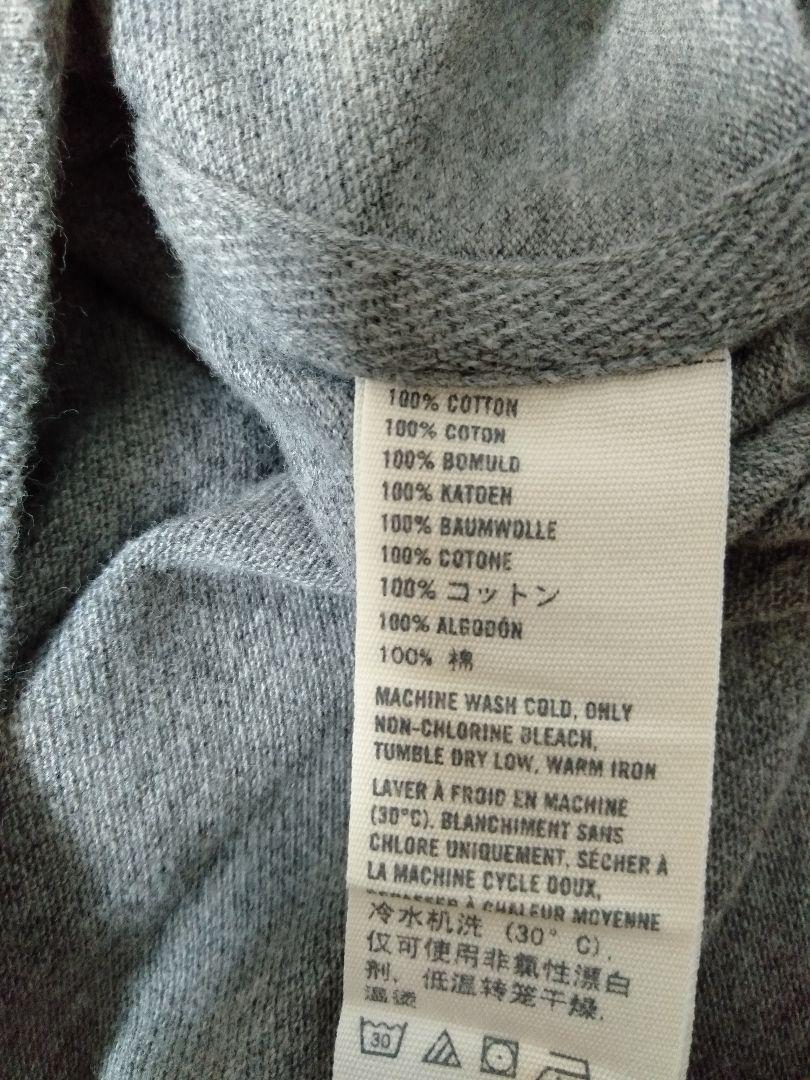 100% COTTON
100% COTON
100% BOMULD
100% KATOEN
100% BAUMWOLLE
100% COTONE
100% コットン
100% ALGODÓN
100% 棉
MACHINE WASH COLD, ONLY
NON-CHLORINE BLEACH,
TUMBLE DRY LOW, WARM IRON
LAVER À FROID EN MACHINE
(30°C). BLANCHIMENT SANS
CHLORE UNIQUEMENT, SÉCHER À
LA MACHINE CYCLE DOUX,
REPASSER À CHALEUR MOYENNE
冷水机洗 (30° C).
仅可使用非氯性漂白
剂, 低温转笼干燥,
温烫
30